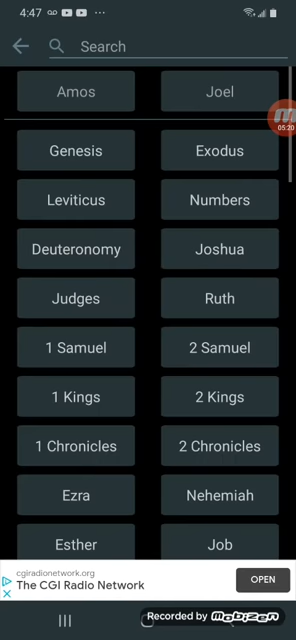 4:47
Search
Amos Joel
05:20
Genesis Exodus
Leviticus Numbers
Deuteronomy Joshua
Judges Ruth
1 Samuel 2 Samuel
1 Kings 2 Kings
1 Chronicles 2 Chronicles
Ezra Nehemiah
Esther Job
cgiradionetwork.org
The CGI Radio Network
OPEN
Recorded by mobizen